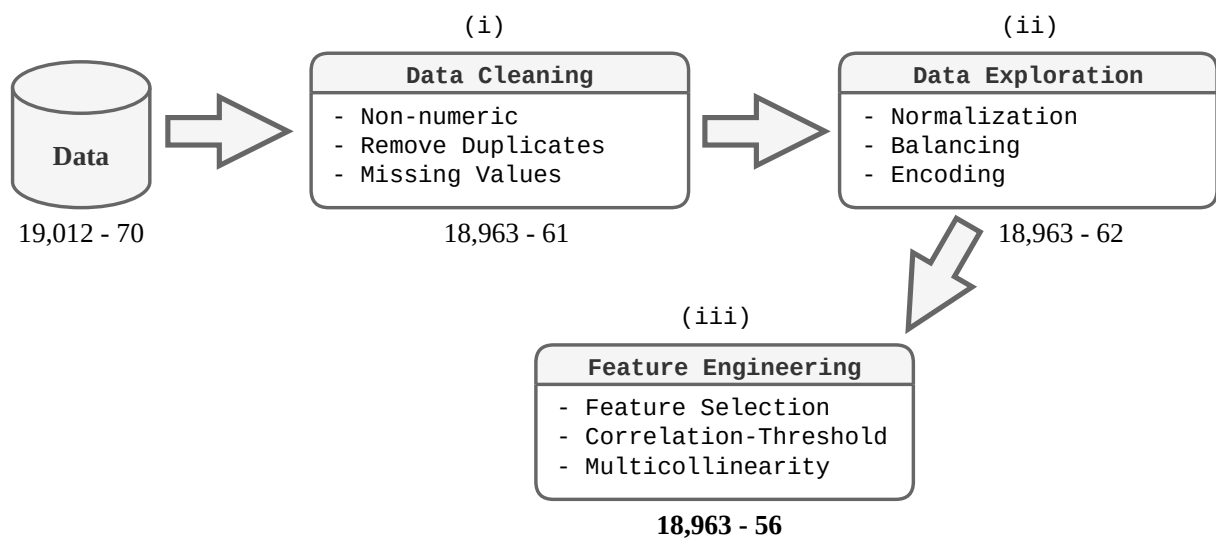 Data
19,012 - 70
(i)
Data Cleaning
- Non-numeric
- Remove Duplicates
- Missing Values
18,963 - 61
(ii)
Data Exploration
- Normalization
- Balancing
- Encoding
18,963 - 62
(iii)
Feature Engineering
- Feature Selection
- Correlation-Threshold
- Multicollinearity
18,963 - 56